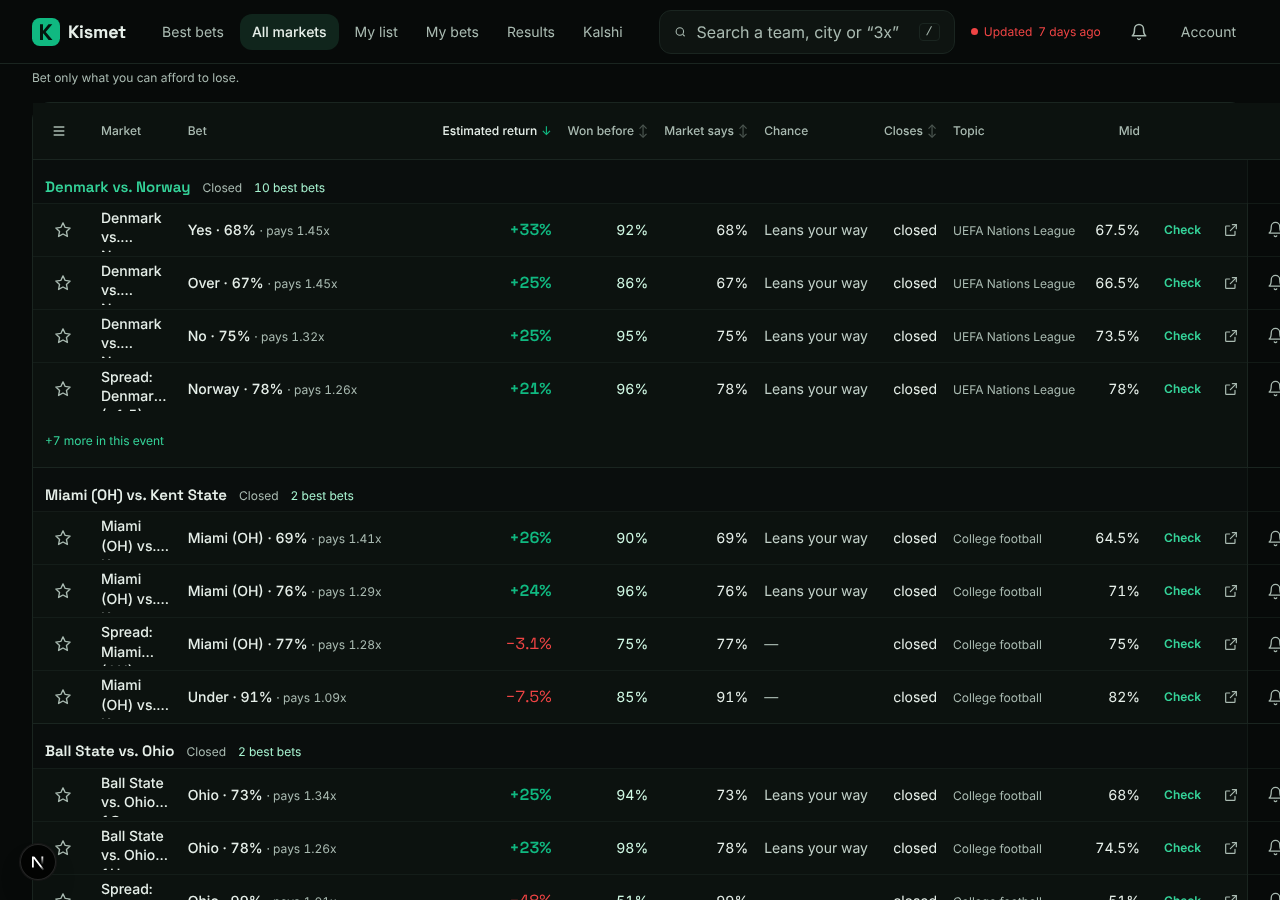 Kismet Best bets All markets My list My bets Results Kalshi Search a team, city or “3x” / Updated 7 days ago Account
Bet only what you can afford to lose.
Market Bet Estimated return ↓ Won before Market says Chance Closes Topic Mid
Denmark vs. Norway Closed 10 best bets
Denmark vs.... Yes · 68% · pays 1.45x +33% 92% 68% Leans your way closed UEFA Nations League 67.5% Check
Denmark vs.... Over · 67% · pays 1.45x +25% 86% 67% Leans your way closed UEFA Nations League 66.5% Check
Denmark vs.... No · 75% · pays 1.32x +25% 95% 75% Leans your way closed UEFA Nations League 73.5% Check
Spread: Denmar... Norway · 78% · pays 1.26x +21% 96% 78% Leans your way closed UEFA Nations League 78% Check
+7 more in this event
Miami (OH) vs. Kent State Closed 2 best bets
Miami (OH) vs.... Miami (OH) · 69% · pays 1.41x +26% 90% 69% Leans your way closed College football 64.5% Check
Miami (OH) vs.... Miami (OH) · 76% · pays 1.29x +24% 96% 76% Leans your way closed College football 71% Check
Spread: Miami... Miami (OH) · 77% · pays 1.28x −3.1% 75% 77% — closed College football 75% Check
Miami (OH) vs.... Under · 91% · pays 1.09x −7.5% 85% 91% — closed College football 82% Check
Ball State vs. Ohio Closed 2 best bets
Ball State vs. Ohio... Ohio · 73% · pays 1.34x +25% 94% 73% Leans your way closed College football 68% Check
Ball State vs. Ohio... Ohio · 78% · pays 1.26x +23% 98% 78% Leans your way closed College football 74.5% Check
Spread: